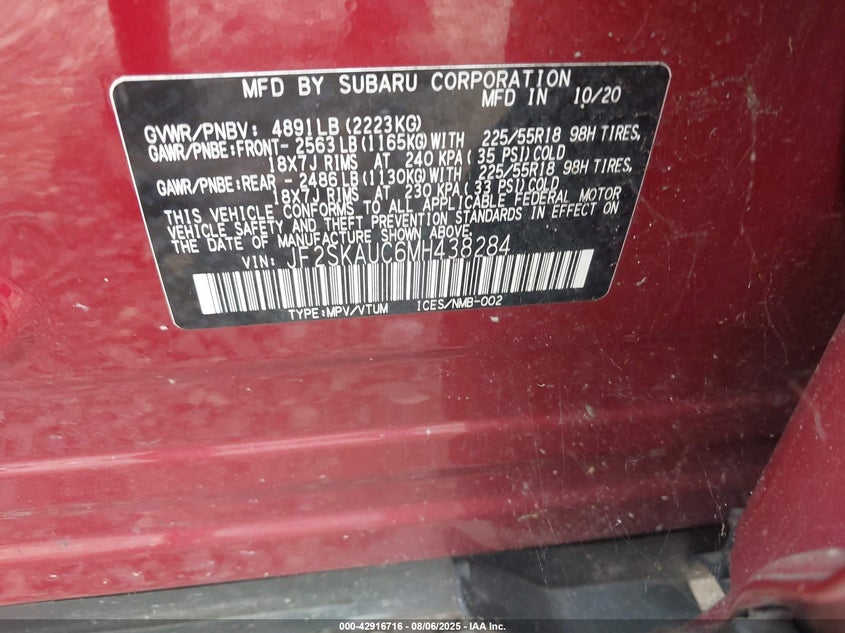 MFD BY SUBARU CORPORATION
MFD IN 10/20
GVWR/PNBV: 4891LB(2223KG)
GAWR/PNBE:FRONT- 2563LB(1165KG)WITH 225/55R18 98H TIRES,
18X7J RIMS AT 240 KPA(35 PSI)COLD
GAWR/PNBE:REAR - 2486LB(1130KG)WITH 225/55R18 98H TIRES,
18X7J RIMS AT 230 KPA(33 PSI)COLD
THIS VEHICLE CONFORMS TO ALL APPLICABLE FEDERAL MOTOR
VEHICLE SAFETY AND THEFT PREVENTION STANDARDS IN EFFECT ON
THE DATE OF MANUFACTURE SHOWN ABOVE.
VIN: JF2SKAUC6MH438284
TYPE:MPV/VTUM ICES/NMB-002
000-42916716 - 08/06/2025 - IAA Inc.